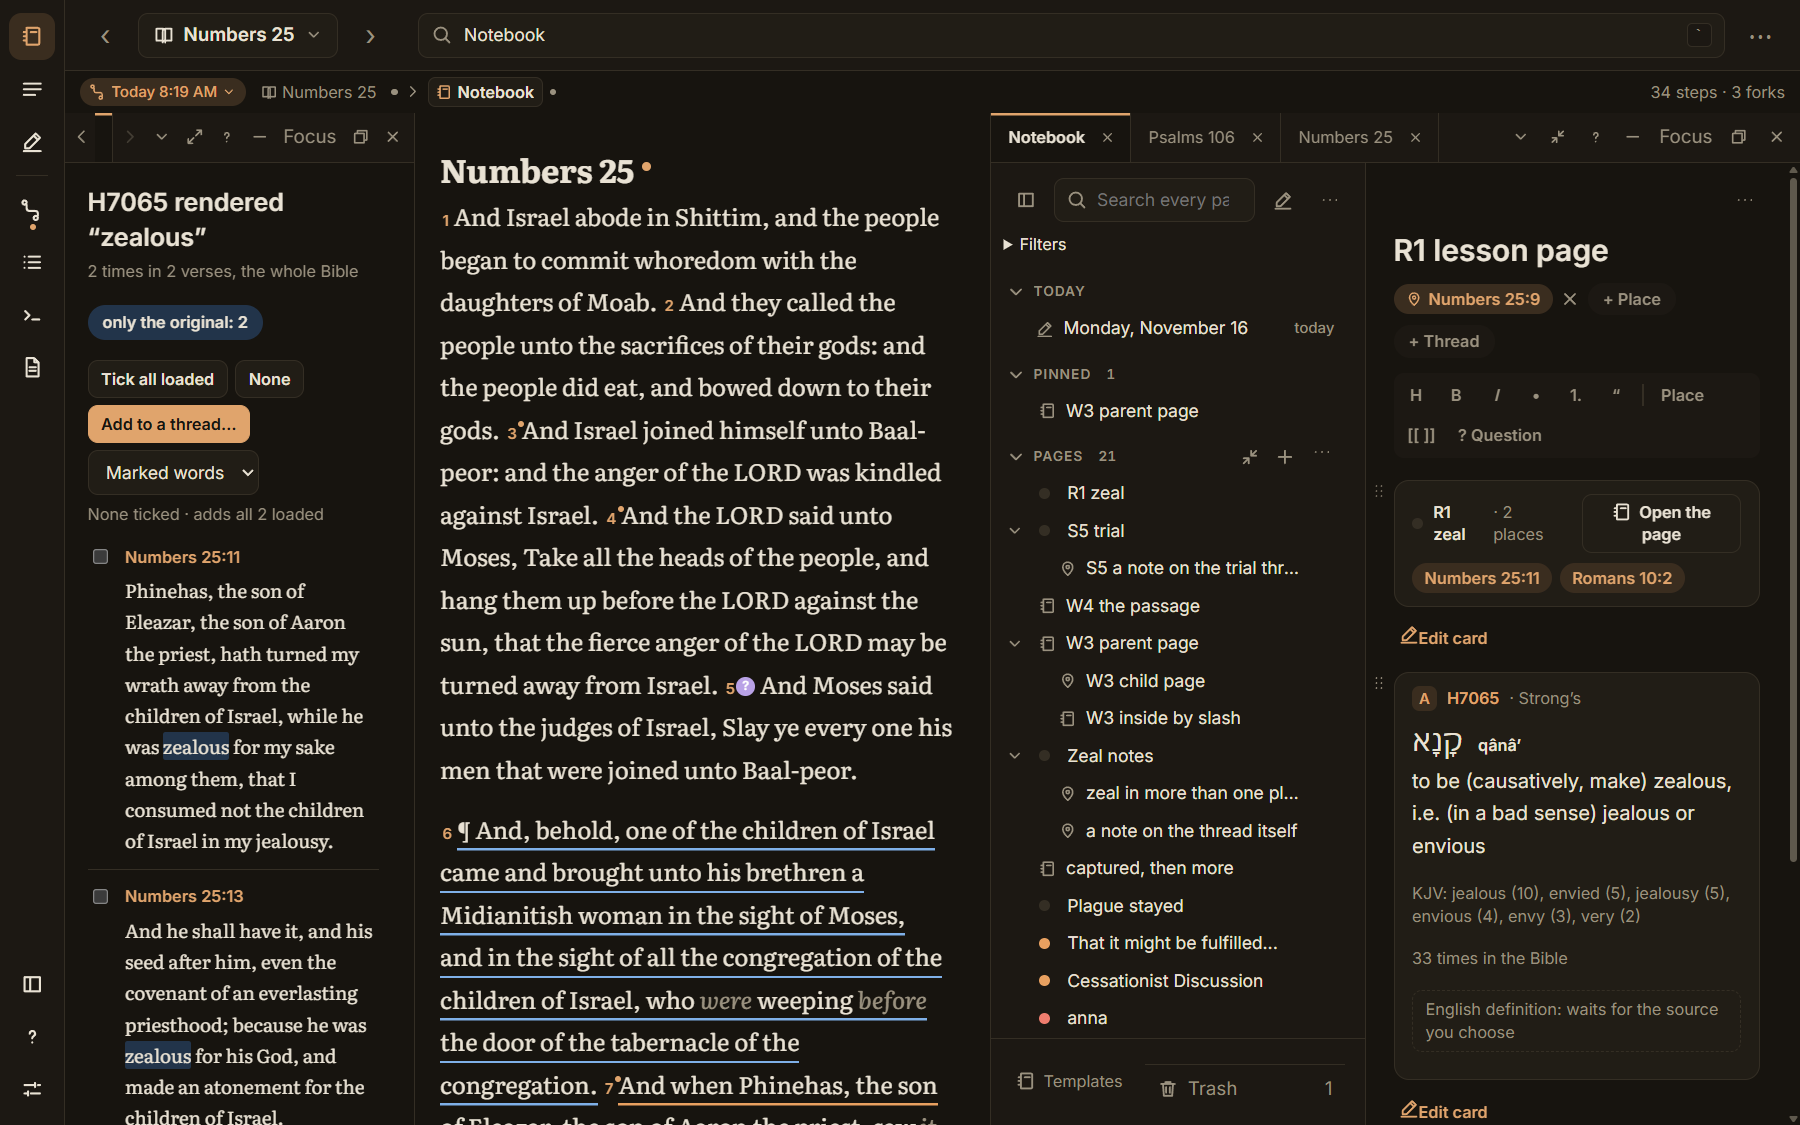 Numbers 25
Notebook
`
Today 8:19 AM
Numbers 25
Notebook
34 steps · 3 forks
? Focus
H7065 rendered
“zealous”
2 times in 2 verses, the whole Bible
only the original: 2
Tick all loaded
None
Add to a thread...
Marked words
None ticked · adds all 2 loaded
Numbers 25:11
Phinehas, the son of
Eleazar, the son of Aaron
the priest, hath turned my
wrath away from the
children of Israel, while he
was zealous for my sake
among them, that I
consumed not the children
of Israel in my jealousy.
Numbers 25:13
And he shall have it, and his
seed after him, even the
covenant of an everlasting
priesthood; because he was
zealous for his God, and
made an atonement for the
children of Israel.
?
Numbers 25
1 And Israel abode in Shittim, and the people
began to commit whoredom with the
daughters of Moab. 2 And they called the
people unto the sacrifices of their gods: and
the people did eat, and bowed down to their
gods. 3 And Israel joined himself unto Baal-
peor: and the anger of the LORD was kindled
against Israel. 4 And the LORD said unto
Moses, Take all the heads of the people, and
hang them up before the LORD against the
sun, that the fierce anger of the LORD may be
turned away from Israel. 5 ? And Moses said
unto the judges of Israel, Slay ye every one his
men that were joined unto Baal-peor.
6 ¶ And, behold, one of the children of Israel
came and brought unto his brethren a
Midianitish woman in the sight of Moses,
and in the sight of all the congregation of the
children of Israel, who were weeping before
the door of the tabernacle of the
congregation. 7 And when Phinehas, the son
of Eleazar, the son of Aaron the priest, saw it
Notebook
Psalms 106
Numbers 25
? Focus
Search every pa
Filters
TODAY
Monday, November 16 today
PINNED 1
W3 parent page
PAGES 21
R1 zeal
S5 trial
S5 a note on the trial thr...
W4 the passage
W3 parent page
W3 child page
W3 inside by slash
Zeal notes
zeal in more than one pl...
a note on the thread itself
captured, then more
Plague stayed
That it might be fulfilled...
Cessationist Discussion
anna
Templates
Trash 1
R1 lesson page
Numbers 25:9
+ Place
+ Thread
H B I • 1. “ Place
[[ ]] ? Question
R1 zeal · 2 places
Open the page
Numbers 25:11
Romans 10:2
Edit card
A H7065 · Strong’s
קָנָא qânâʼ
to be (causatively, make) zealous,
i.e. (in a bad sense) jealous or
envious
KJV: jealous (10), envied (5), jealousy (5),
envious (4), envy (3), very (2)
33 times in the Bible
English definition: waits for the source
you choose
Edit card